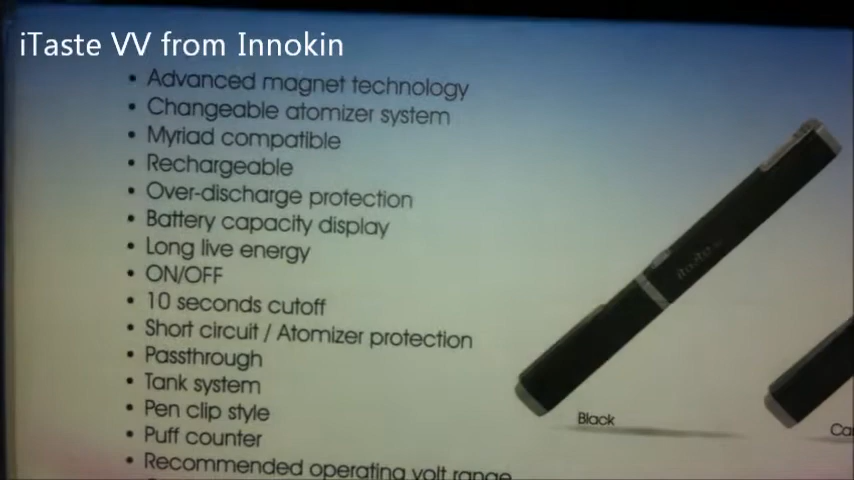 iTaste VV from Innokin
• Advanced magnet technology
• Changeable atomizer system
• Myriad compatible
• Rechargeable
• Over-discharge protection
• Battery capacity display
• Long live energy
• ON/OFF
• 10 seconds cutoff
• Short circuit / Atomizer protection
• Passthrough
• Tank system
• Pen clip style
• Puff counter
• Recommended operating volt range
iTaste
Black